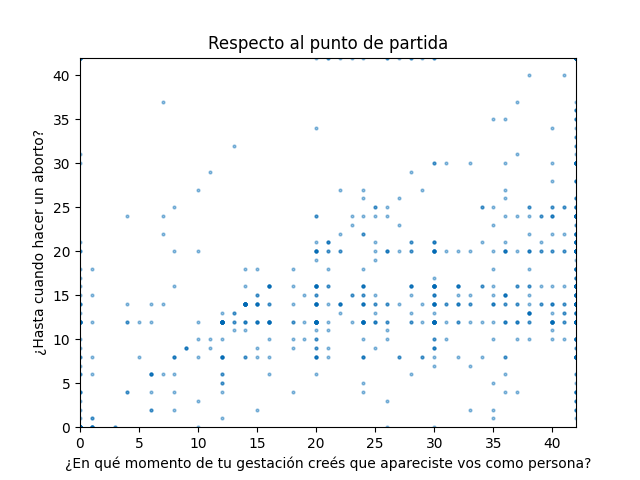 Respecto al punto de partida
¿Hasta cuando hacer un aborto?
40
35
30
25
20
15
10
5
0
0 5 10 15 20 25 30 35 40
¿En qué momento de tu gestación creés que apareciste vos como persona?